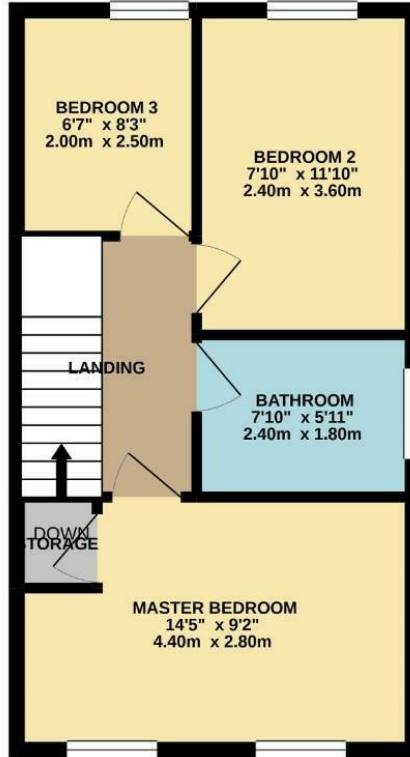 BEDROOM 3
6'7" x 8'3"
2.00m x 2.50m
BEDROOM 2
7'10" x 11'10"
2.40m x 3.60m
LANDING
BATHROOM
7'10" x 5'11"
2.40m x 1.80m
DOWN
STORAGE
MASTER BEDROOM
14'5" x 9'2"
4.40m x 2.80m